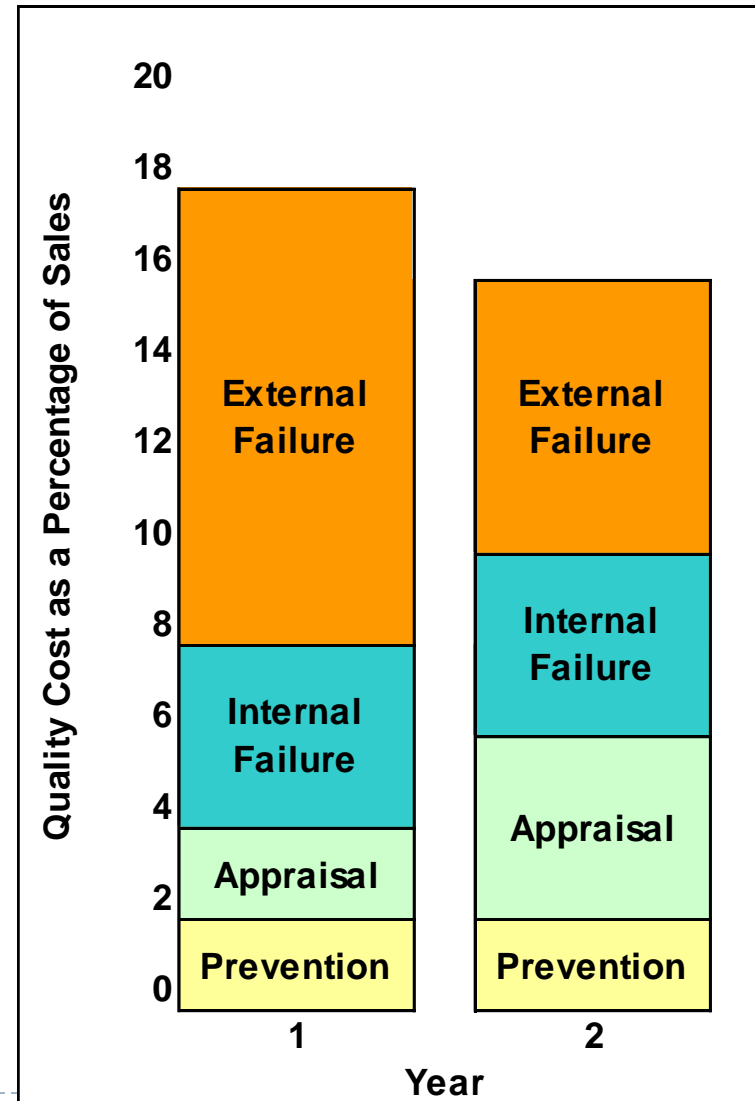 Quality Cost as a Percentage of Sales
20
18
16
14
12
10
8
6
4
2
0
External
Failure
Internal
Failure
Appraisal
Prevention
External
Failure
Internal
Failure
Appraisal
Prevention
1
2
Year